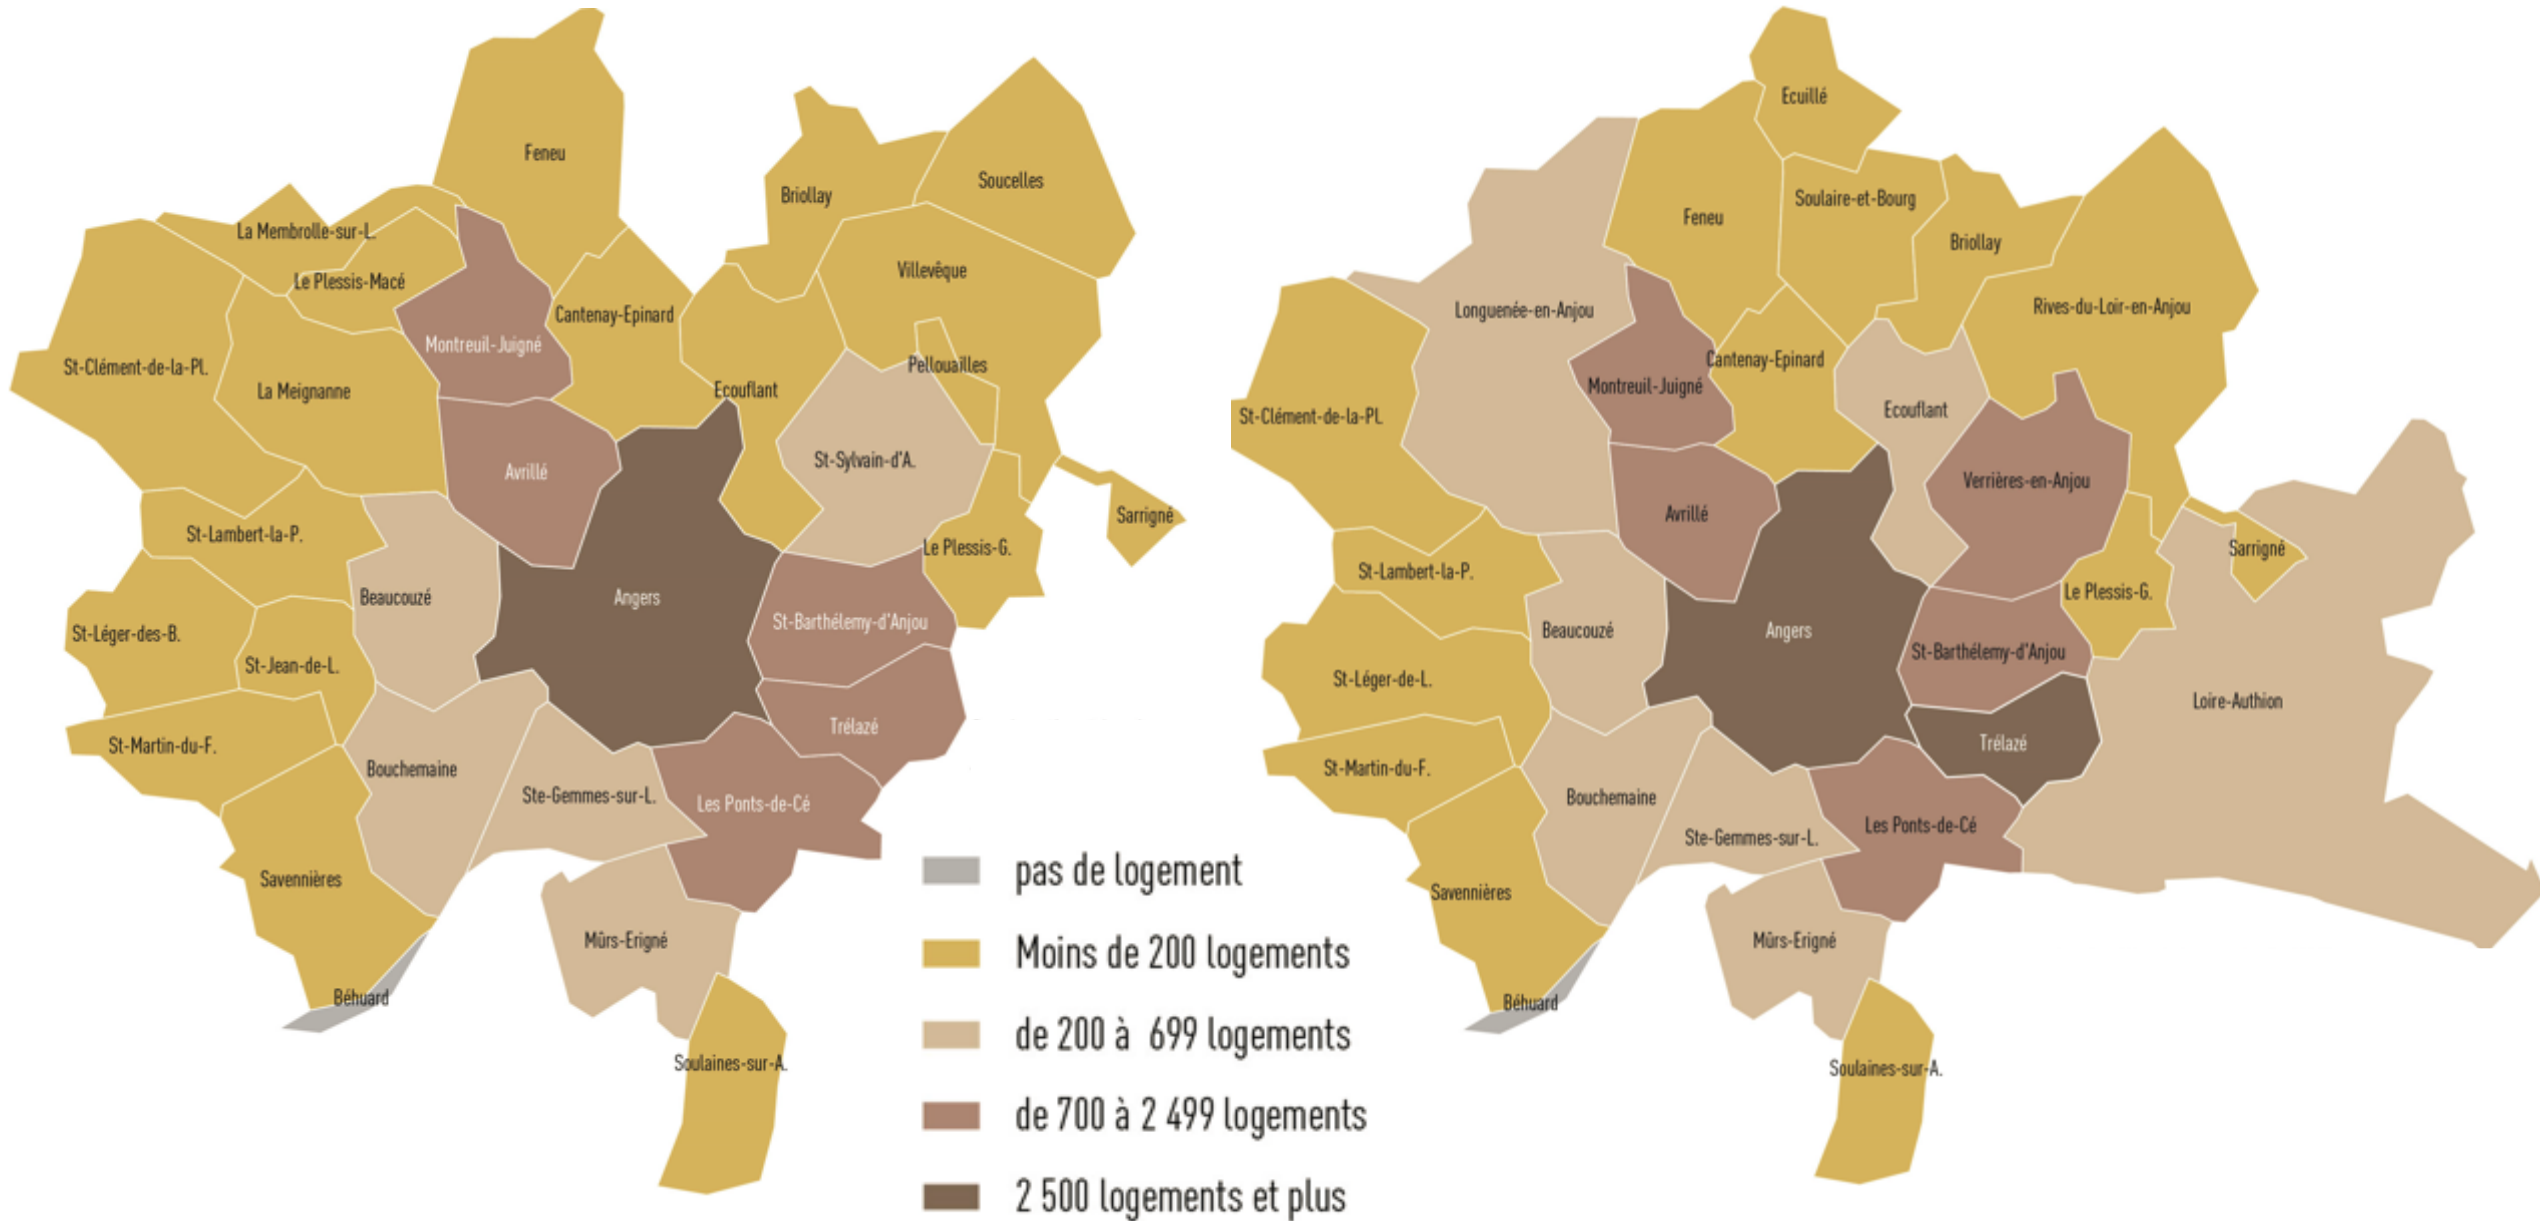 Feneu
Soucelles
Briollay
La Membrolle-sur-L.
Villevêque
Le Plessis-Macé
Cantenay-Epinard
Montreuil-Juigné
St-Clément-de-la-Pl.
Pellouailles
La Meignanne
Ecouflant
St-Sylvain-d'A.
Avrillé
Sarrigné
St-Lambert-la-P.
Le Plessis-G.
Beaucouzé
Angers
St-Barthélemy-d'Anjou
St-Léger-des-B.
St-Jean-de-L.
Trélazé
St-Martin-du-F.
Bouchemaine
Ste-Gemmes-sur-L.
Les Ponts-de-Cé
Savennières
Mûrs-Erigné
Béhuard
Soulaines-sur-A.
pas de logement
Moins de 200 logements
de 200 à 699 logements
de 700 à 2 499 logements
2 500 logements et plus
Ecuillé
Soulaire-et-Bourg
Feneu
Briollay
Longuenée-en-Anjou
Rives-du-Loir-en-Anjou
Cantenay-Epinard
Montreuil-Juigné
Ecouflant
St-Clément-de-la-Pl.
Verrières-en-Anjou
Avrillé
Sarrigné
St-Lambert-la-P.
Le Plessis-G.
Beaucouzé
Angers
St-Barthélemy-d'Anjou
St-Léger-de-L.
Loire-Authion
Trélazé
St-Martin-du-F.
Bouchemaine
Les Ponts-de-Cé
Ste-Gemmes-sur-L.
Savennières
Mûrs-Erigné
Béhuard
Soulaines-sur-A.